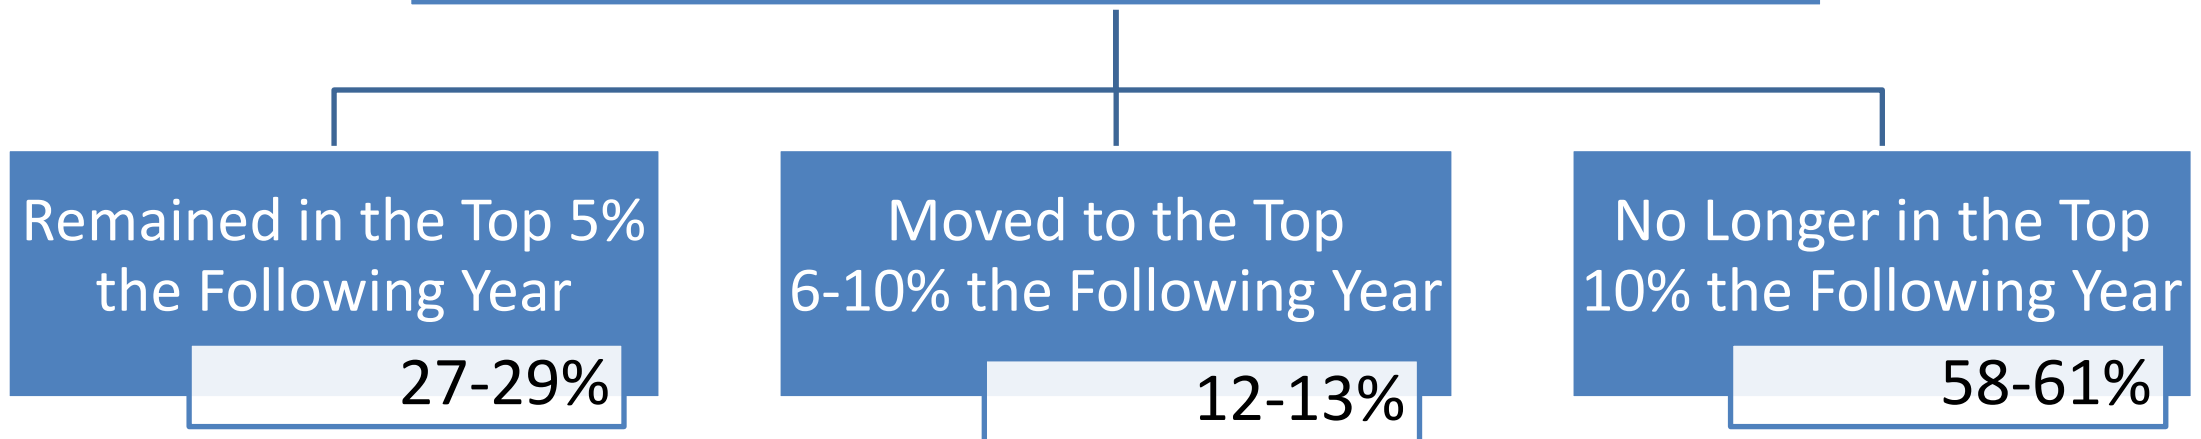 Remained in the Top 5%
the Following Year
27-29%
Moved to the Top
6-10% the Following Year
12-13%
No Longer in the Top
10% the Following Year
58-61%